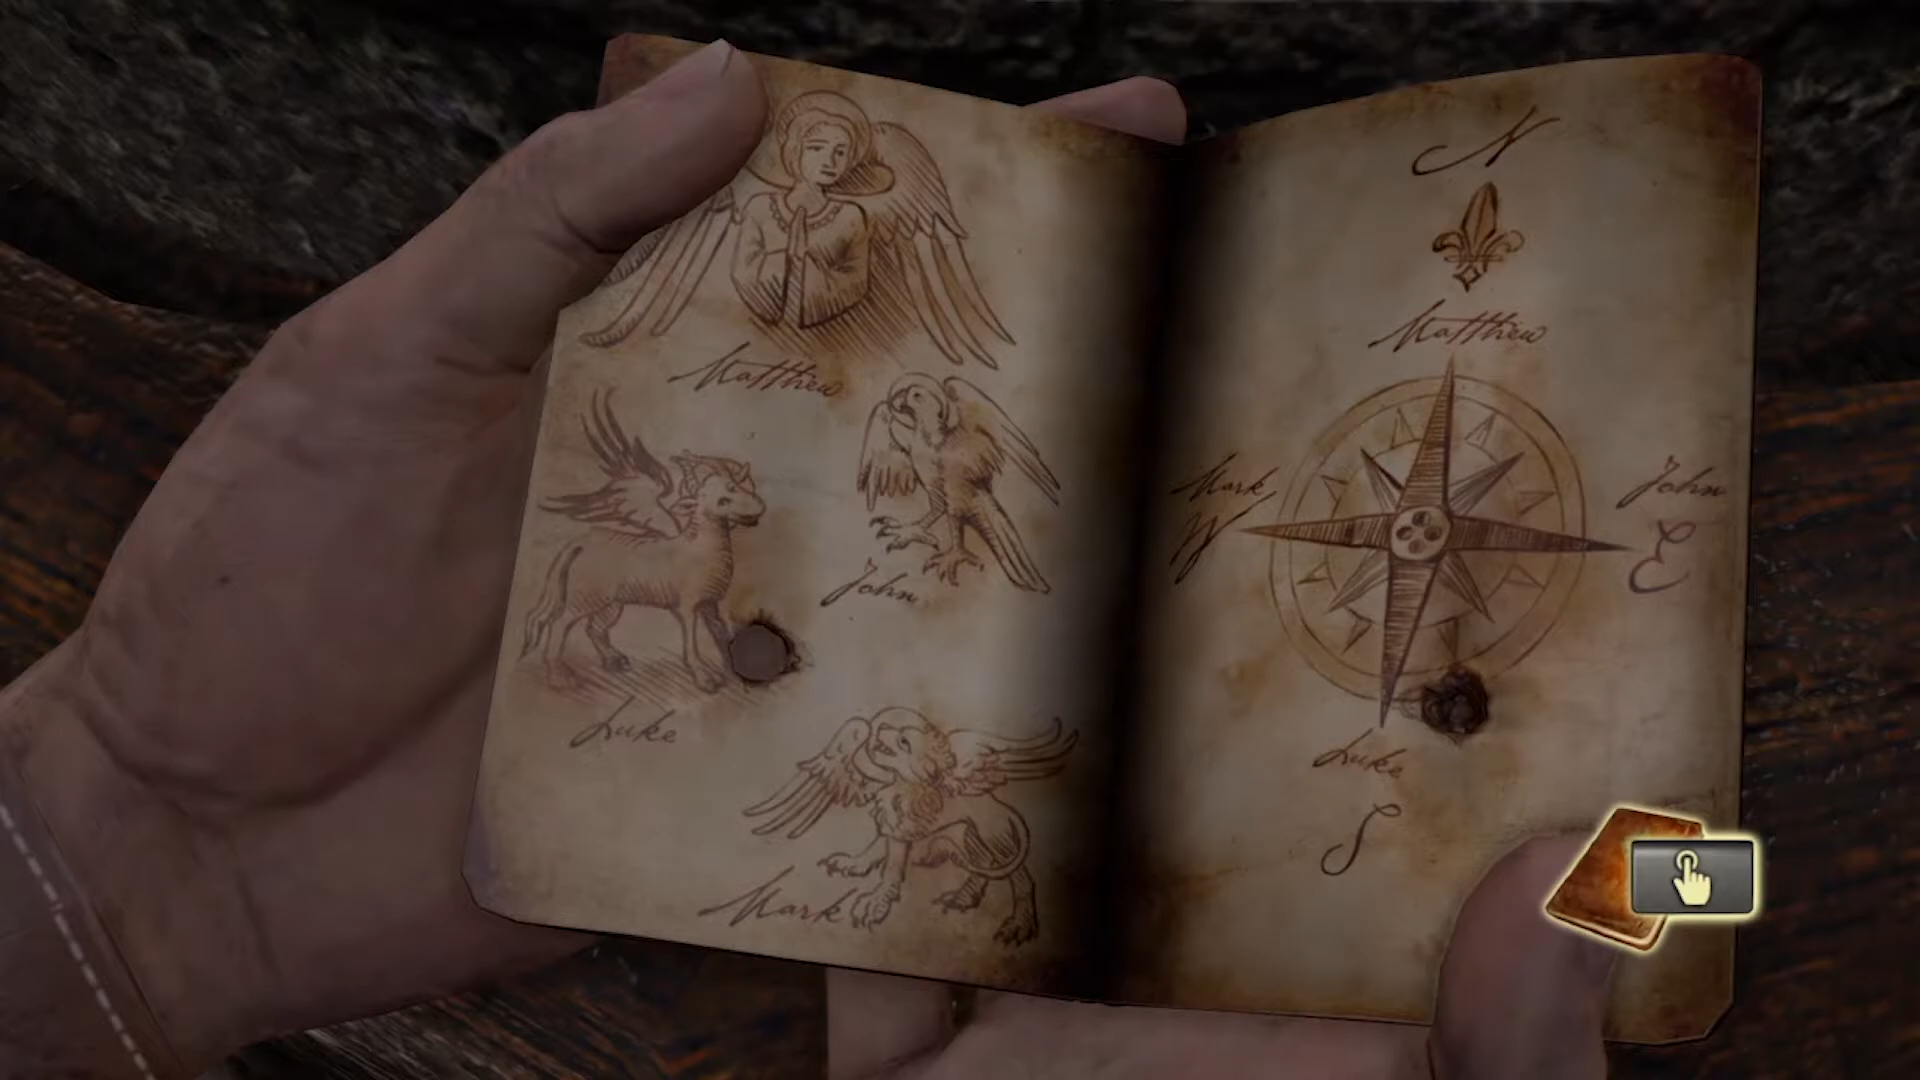 Matthew
John
Luke
Mark
N
Matthew
Mark
John
W
E
Luke
S